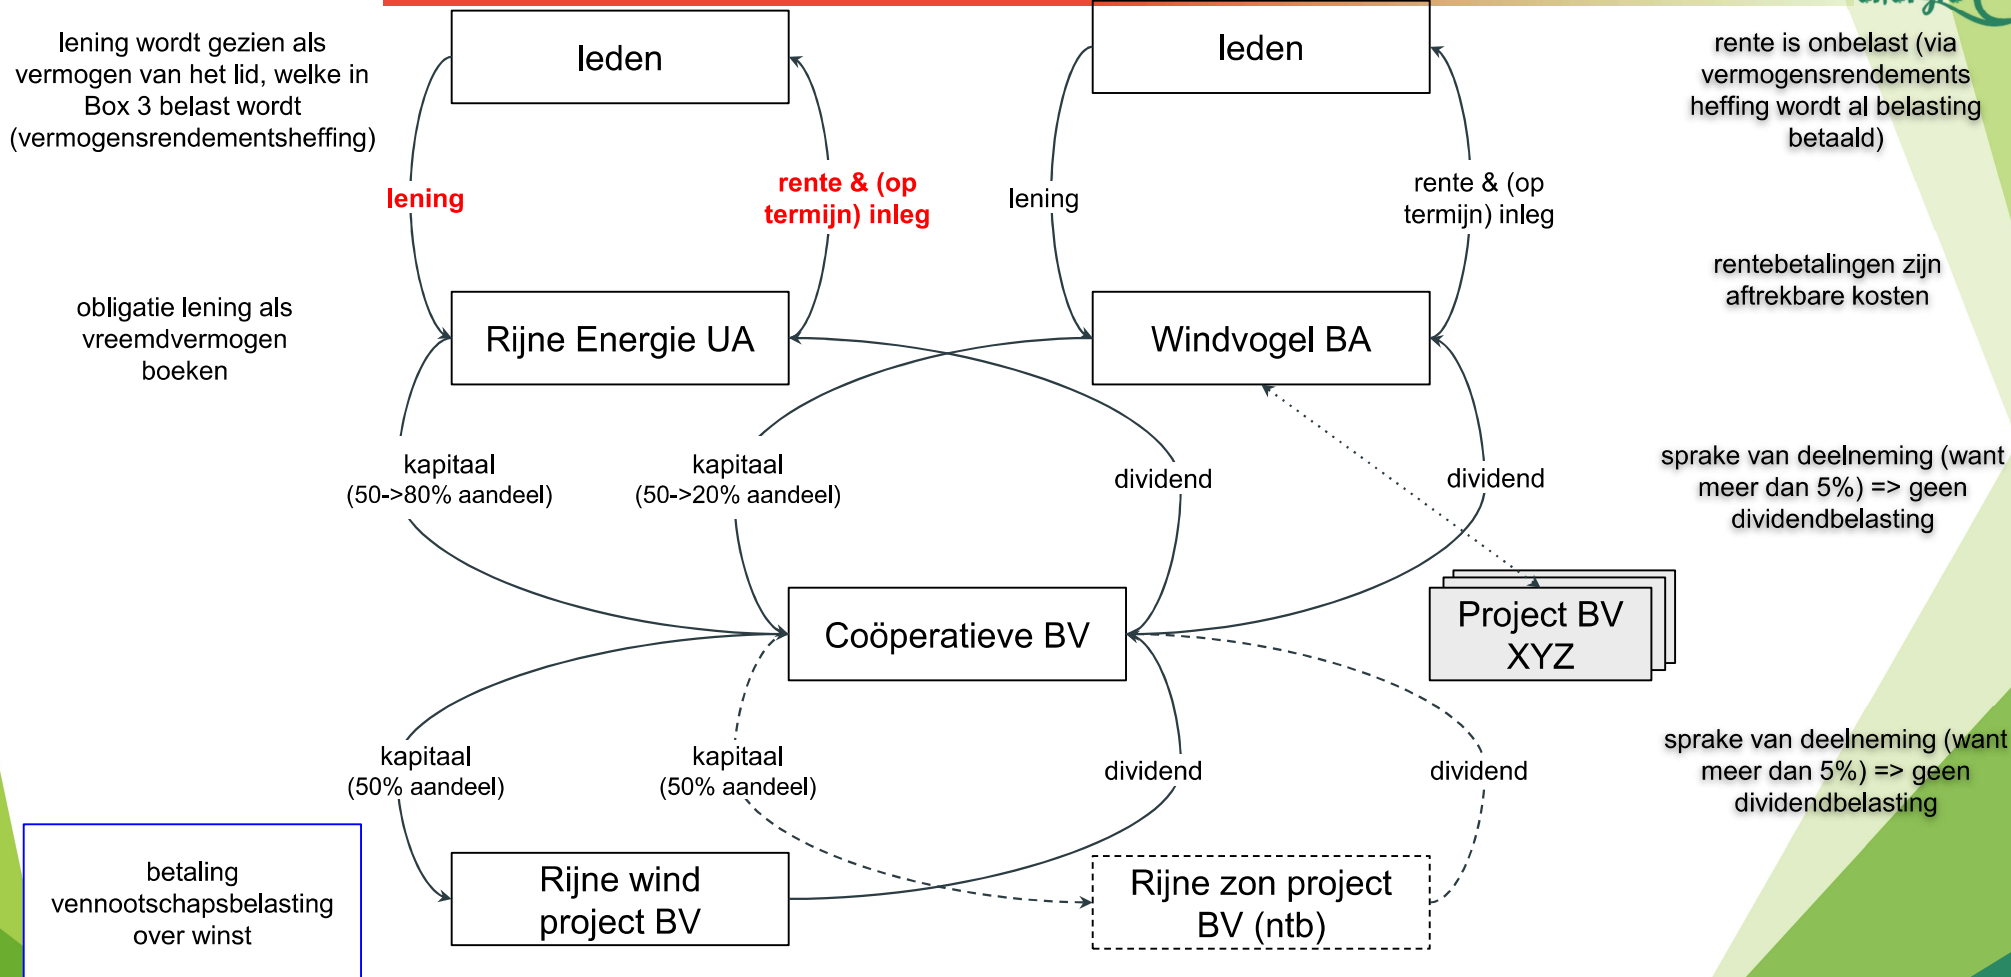 energie
lening wordt gezien als
vermogen van het lid, welke in
Box 3 belast wordt
(vermogensrendementsheffing)
leden
leden
rente is onbelast (via
vermogensrendements
heffing wordt al belasting
betaald)
lening
rente & (op
termijn) inleg
lening
rente & (op
termijn) inleg
obligatie lening als
vreemdvermogen
boeken
Rijne Energie UA
Windvogel BA
rentebetalingen zijn
aftrekbare kosten
kapitaal
(50->80% aandeel)
kapitaal
(50->20% aandeel)
dividend
dividend
sprake van deelneming (want
meer dan 5%) => geen
dividendbelasting
Coöperatieve BV
Project BV
XYZ
kapitaal
(50% aandeel)
kapitaal
(50% aandeel)
dividend
dividend
sprake van deelneming (want
meer dan 5%) => geen
dividendbelasting
betaling
vennootschapsbelasting
over winst
Rijne wind
project BV
Rijne zon project
BV (ntb)